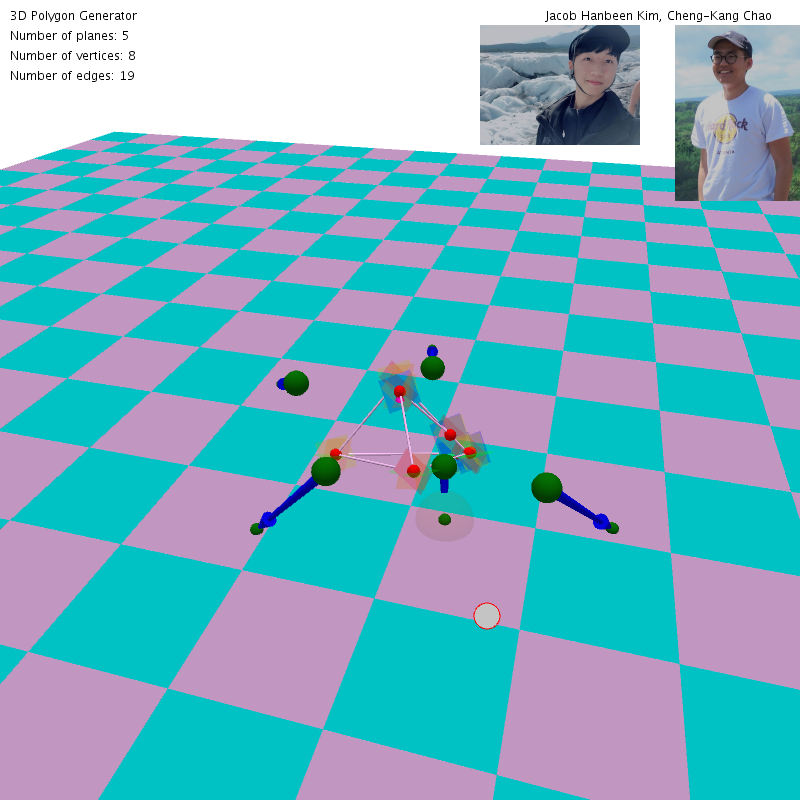 3D Polygon Generator
Jacob Hanbeen Kim, Cheng-Kang Chao
Number of planes: 5
Number of vertices: 8
Number of edges: 19